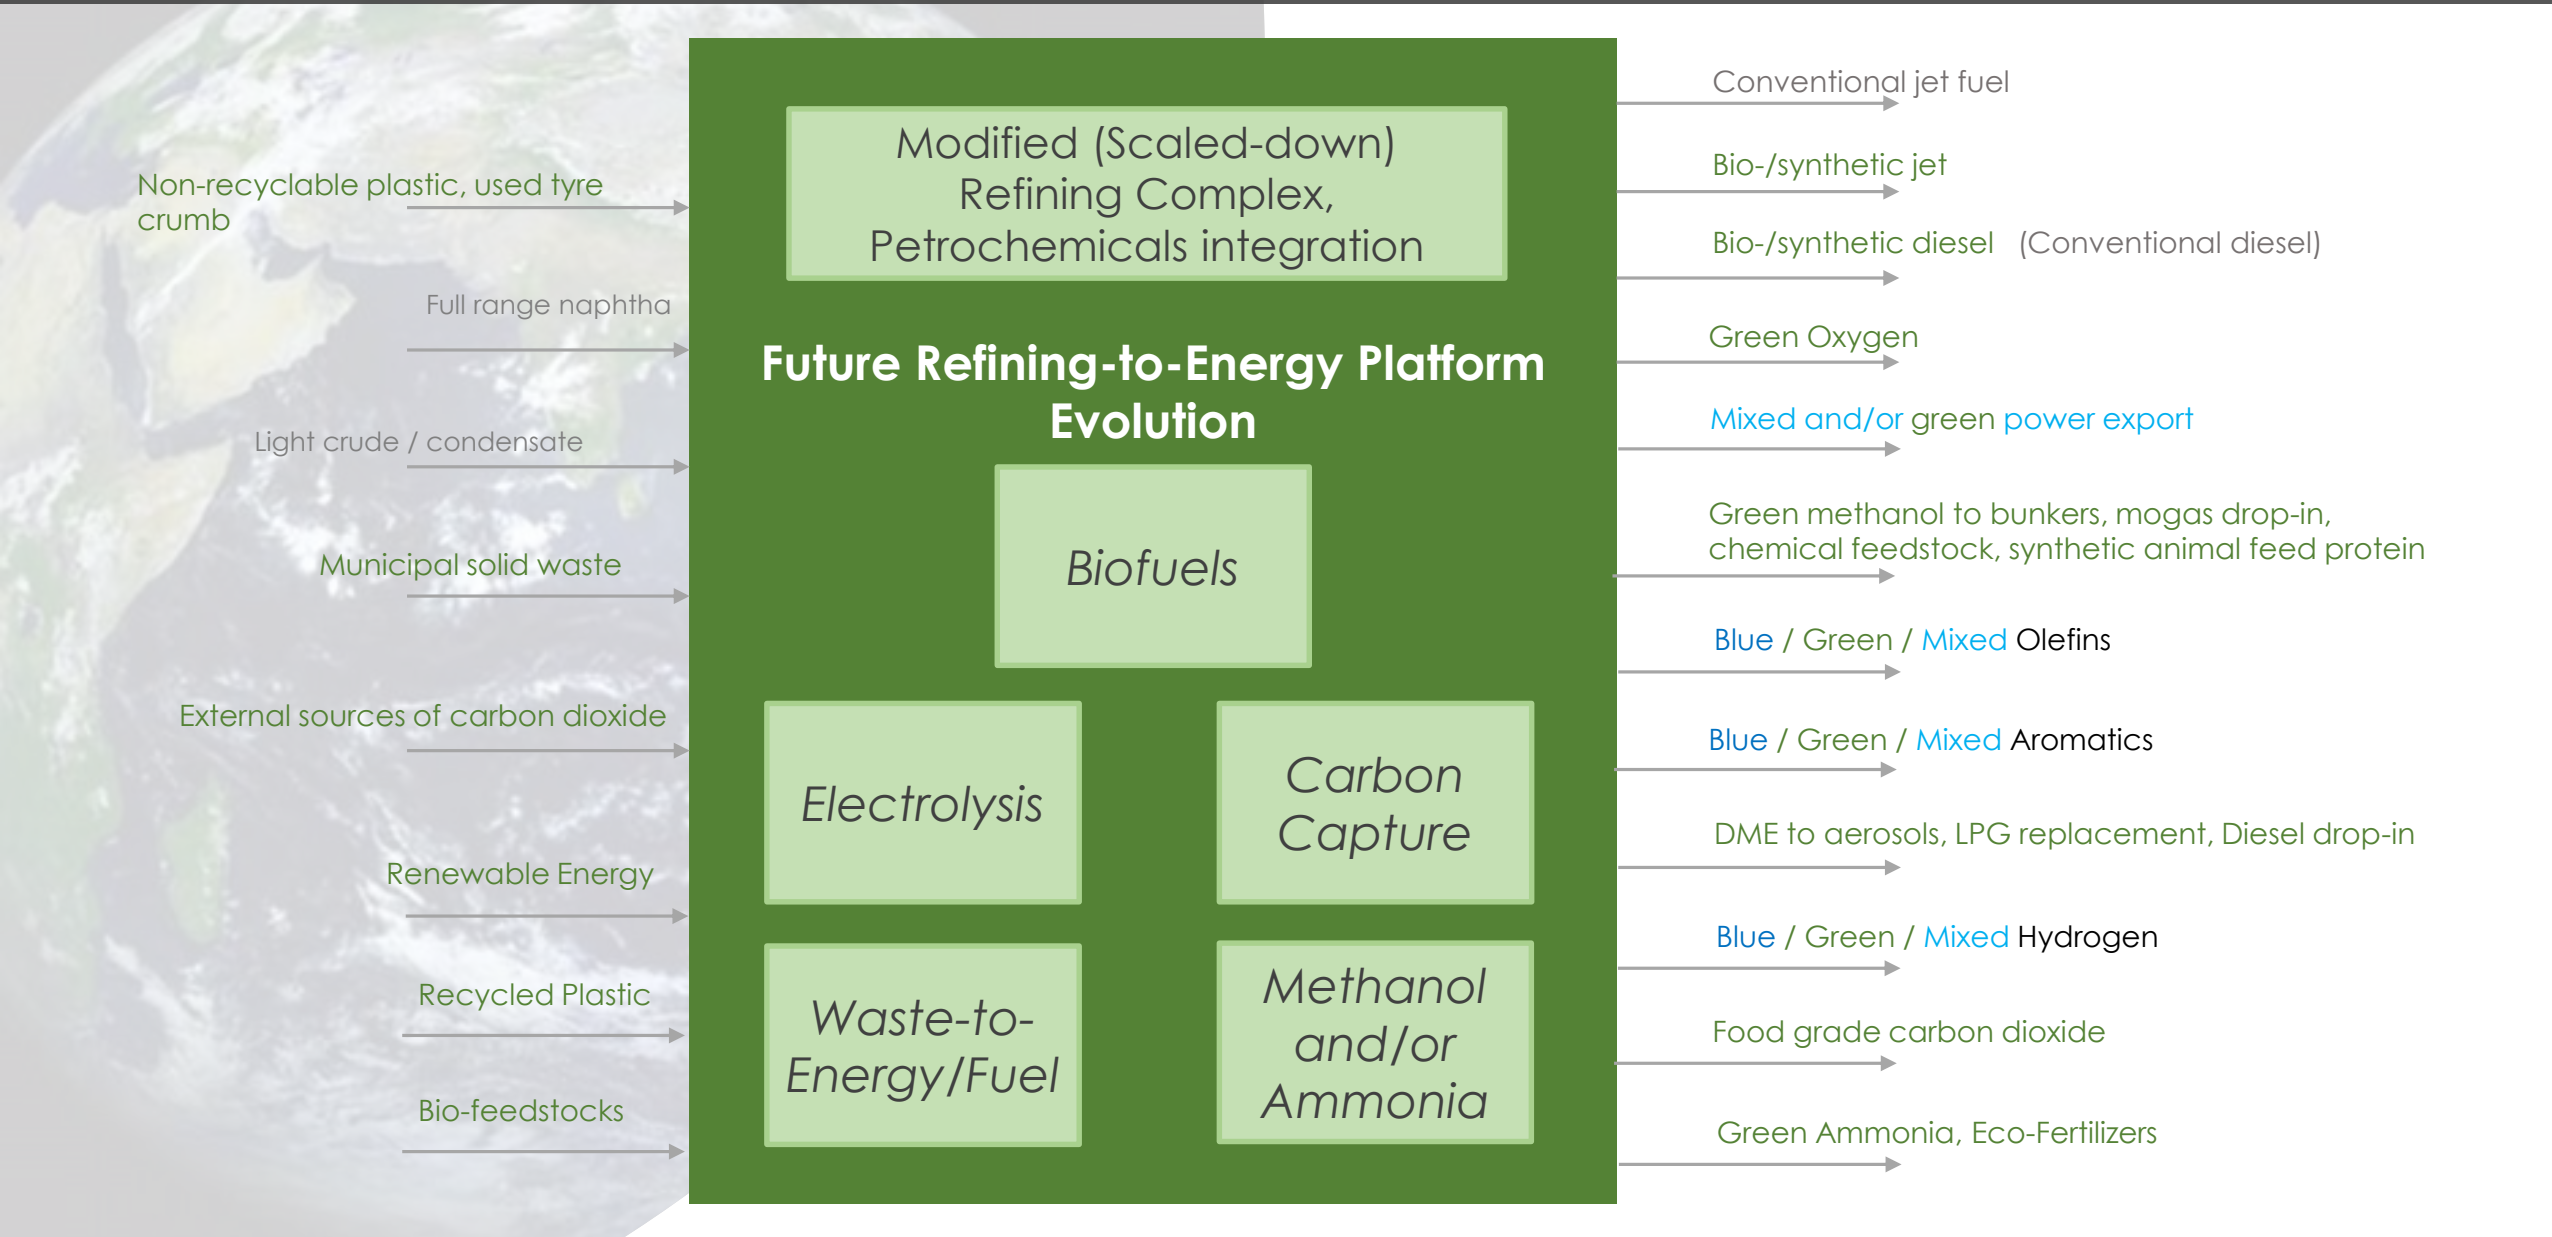 Non-recyclable plastic, used tyre
crumb
Full range naphtha
Light crude / condensate
Municipal solid waste
External sources of carbon dioxide
Renewable Energy
Recycled Plastic
Bio-feedstocks
Modified (Scaled-down)
Refining Complex,
Petrochemicals integration
Future Refining-to-Energy Platform
Evolution
Biofuels
Electrolysis
Carbon
Capture
Waste-to-
Energy/Fuel
Methanol
and/or
Ammonia
Conventional jet fuel
Bio-/synthetic jet
Bio-/synthetic diesel (Conventional diesel)
Green Oxygen
Mixed and/or green power export
Green methanol to bunkers, mogas drop-in,
chemical feedstock, synthetic animal feed protein
Blue / Green / Mixed Olefins
Blue / Green / Mixed Aromatics
DME to aerosols, LPG replacement, Diesel drop-in
Blue / Green / Mixed Hydrogen
Food grade carbon dioxide
Green Ammonia, Eco-Fertilizers